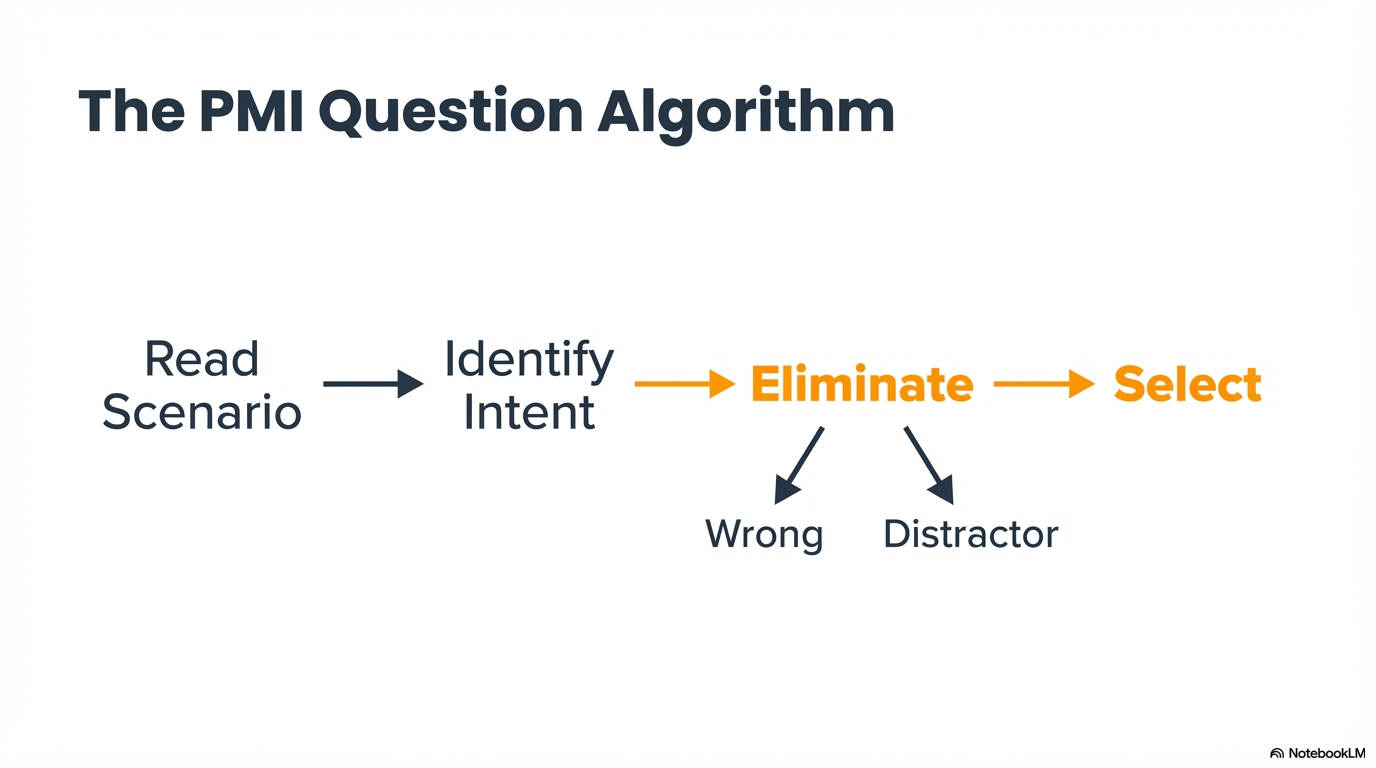 The PMI Question Algorithm
Read
Scenario
Identify
Intent
Eliminate
Select
Wrong
Distractor
NotebookLM